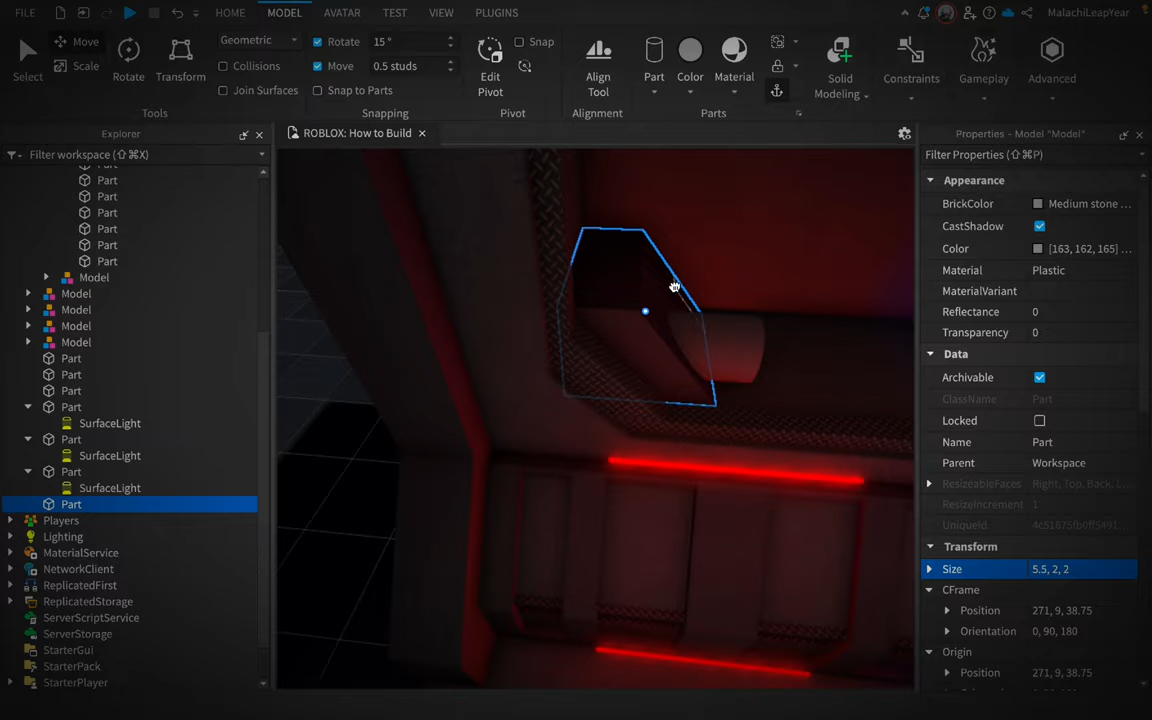 FILE
HOME
MODEL
AVATAR
TEST
VIEW
PLUGINS
MalachiLeapYear
Select
Move
Scale
Rotate
Transform
Geometric
Collisions
Join Surfaces
Rotate
15 °
Move
0.5 studs
Snap to Parts
Edit
Pivot
Snap
Align
Tool
Part
Color
Material
Solid
Modeling
Constraints
Gameplay
Advanced
Tools
Snapping
Pivot
Alignment
Parts
Explorer
Filter workspace (⇧⌘X)
Part
Part
Part
Part
Part
Part
Part
Model
Model
Model
Model
Model
Part
Part
Part
Part
SurfaceLight
Part
SurfaceLight
Part
SurfaceLight
Part
Players
Lighting
MaterialService
NetworkClient
ReplicatedFirst
ReplicatedStorage
ServerScriptService
ServerStorage
StarterGui
StarterPack
StarterPlayer
ROBLOX: How to Build
Properties - Model "Model"
Filter Properties (⇧⌘P)
Appearance
BrickColor Medium stone ...
CastShadow
Color [163, 162, 165] ...
Material Plastic
MaterialVariant
Reflectance 0
Transparency 0
Data
Archivable
ClassName Part
Locked
Name Part
Parent Workspace
ResizeableFaces Right, Top, Back, L...
ResizeIncrement 1
UniqueId 4c51875fb0ff5491...
Transform
Size 5.5, 2, 2
CFrame
Position 271, 9, 38.75
Orientation 0, 90, 180
Origin
Position 271, 9, 38.75